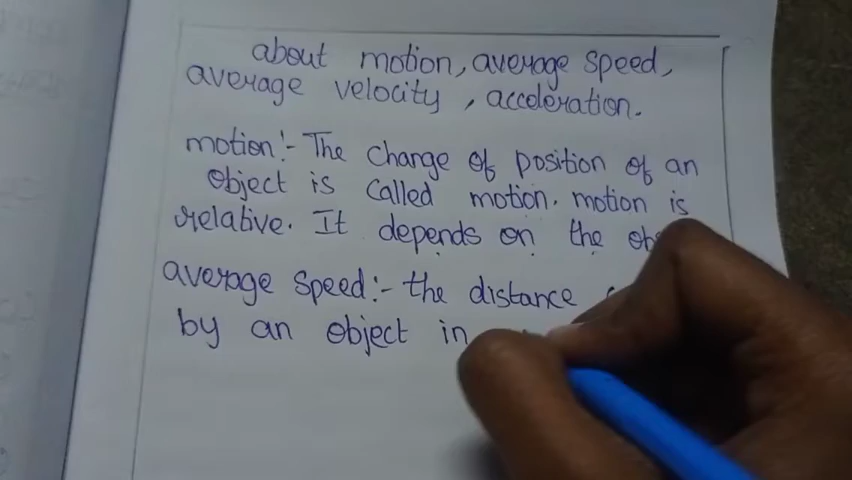 about motion, average speed,
average velocity, acceleration.
motion:- The change of position of an
object is called motion. motion is
relative. It depends on the
average speed:- the distance
by an object in